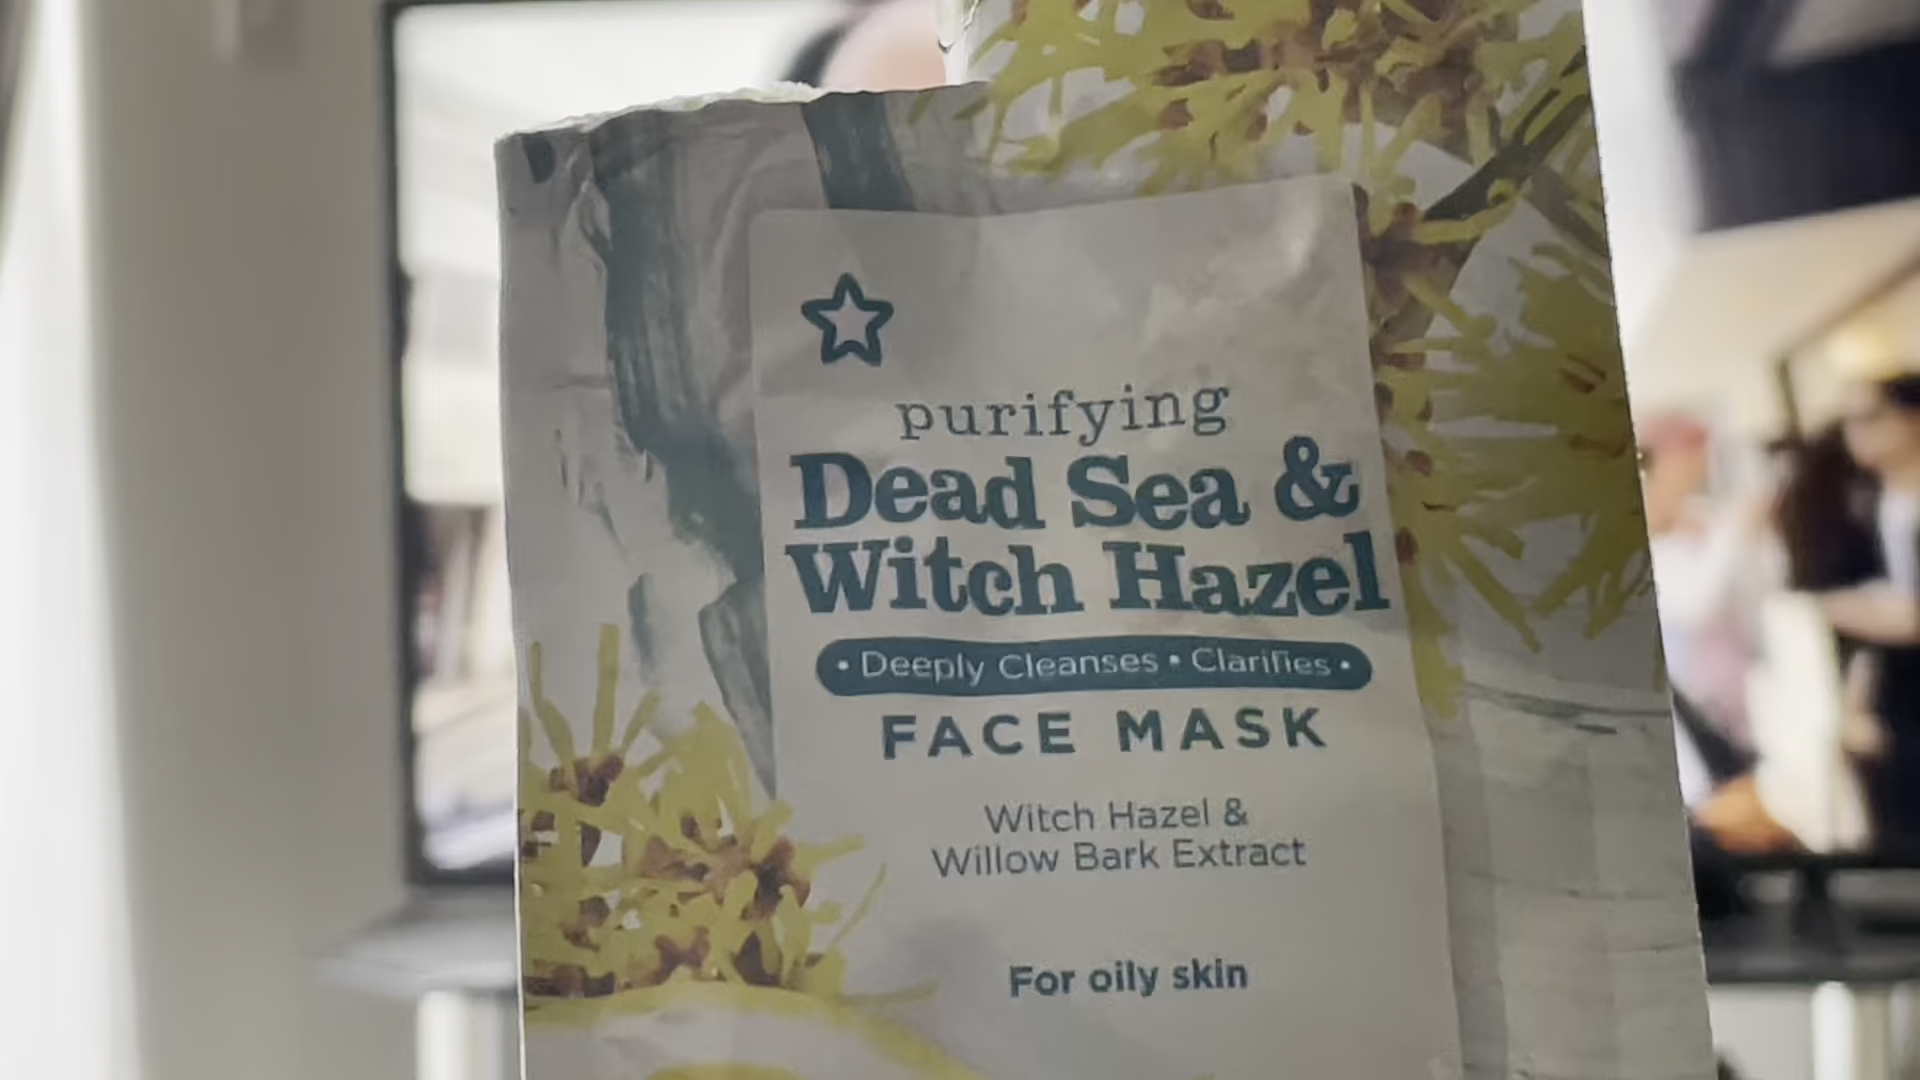 purifying
Dead Sea &
Witch Hazel
• Deeply Cleanses • Clarifies •
FACE MASK
Witch Hazel &
Willow Bark Extract
For oily skin